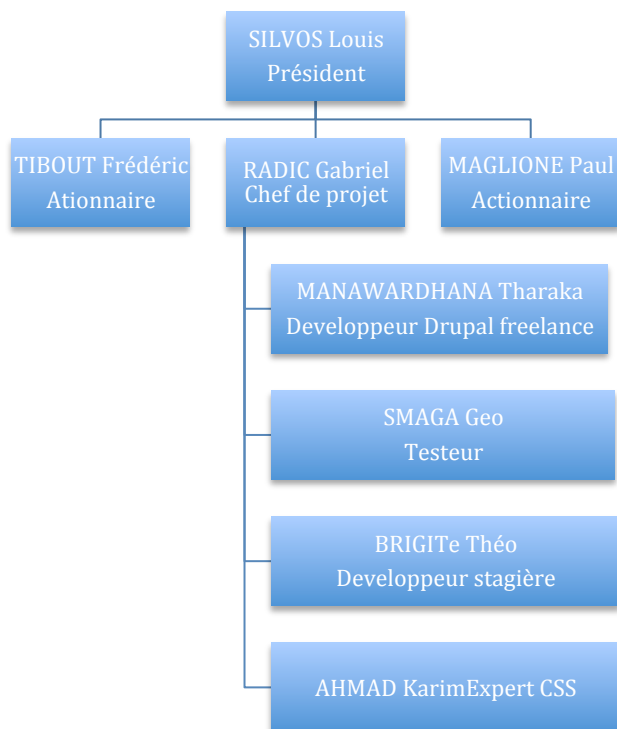 SILVOS Louis
Président
TIBOUT Frédéric
Ationnaire
RADIC Gabriel
Chef de projet
MAGLIONE Paul
Actionnaire
MANAWARDHANA Tharaka
Developpeur Drupal freelance
SMAGA Geo
Testeur
BRIGITe Théo
Developpeur stagière
AHMAD KarimExpert CSS